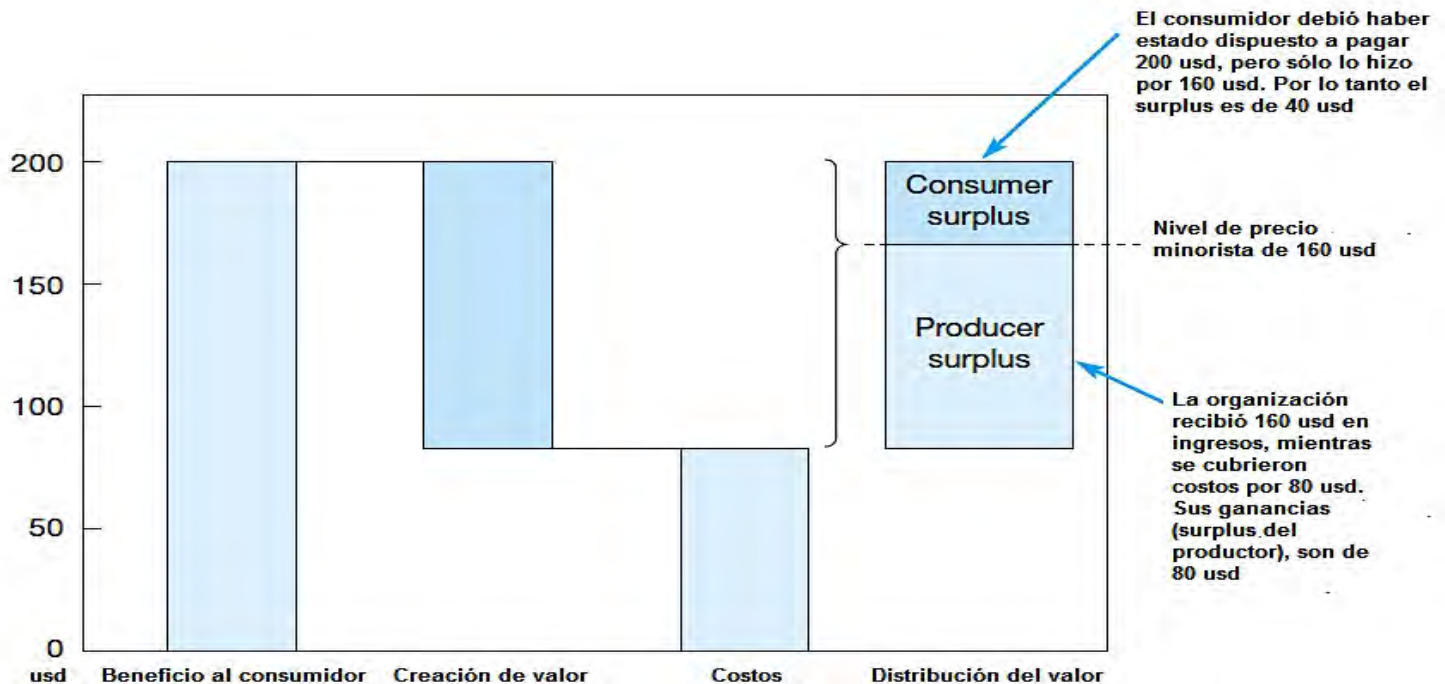 El consumidor debió haber
estado dispuesto a pagar
200 usd, pero sólo lo hizo
por 160 usd. Por lo tanto el
surplus es de 40 usd
200
150
100
50
0
Consumer
surplus
Producer
surplus
Nivel de precio
minorista de 160 usd
La organización
recibió 160 usd en
ingresos, mientras
se cubrieron
costos por 80 usd.
Sus ganancias
(surplus del
productor), son de
80 usd
usd
Beneficio al consumidor
Creación de valor
Costos
Distribución del valor